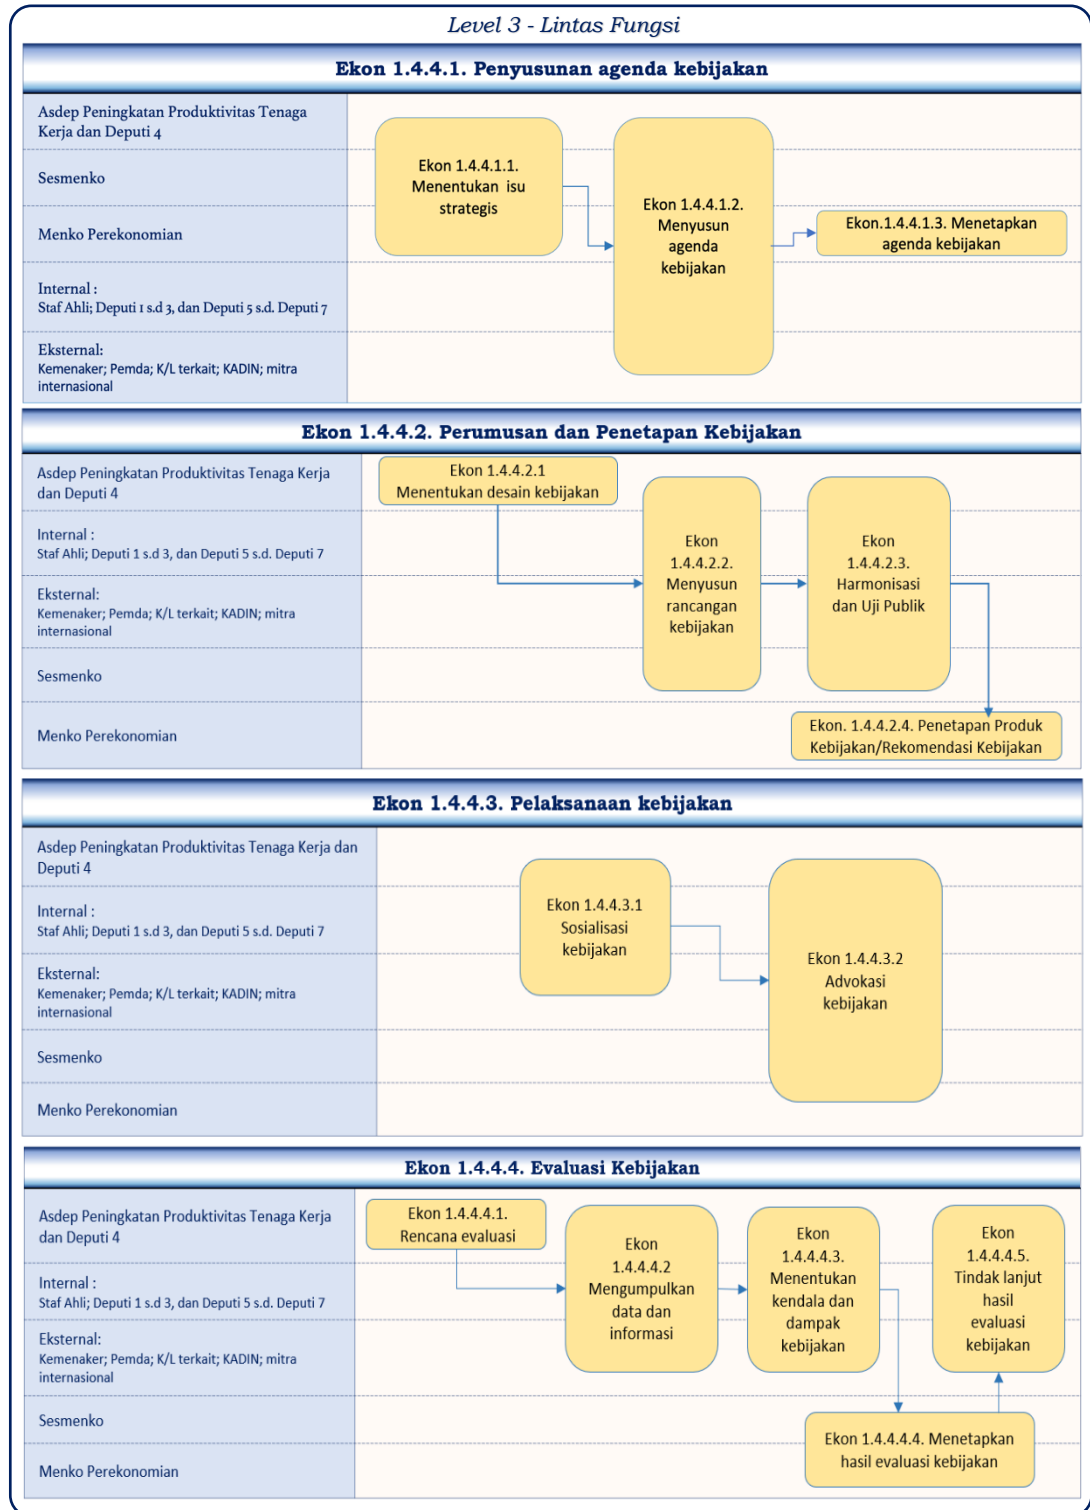 Level 3 - Lintas Fungsi
Ekon 1.4.4.1. Penyusunan agenda kebijakan
Asdep Peningkatan Produktivitas Tenaga
Kerja dan Deputi 4
Sesmenko
Menko Perekonomian
Internal :
Staf Ahli; Deputi 1 s.d 3, dan Deputi 5 s.d. Deputi 7
Eksternal:
Kemenaker; Pemda; K/L terkait; KADIN; mitra
internasional
Ekon 1.4.4.1.1.
Menentukan isu
strategis
Ekon 1.4.4.1.2.
Menyusun
agenda
kebijakan
Ekon.1.4.4.1.3. Menetapkan
agenda kebijakan
Ekon 1.4.4.2. Perumusan dan Penetapan Kebijakan
Asdep Peningkatan Produktivitas Tenaga Kerja
dan Deputi 4
Internal :
Staf Ahli; Deputi 1 s.d 3, dan Deputi 5 s.d. Deputi 7
Eksternal:
Kemenaker; Pemda; K/L terkait; KADIN; mitra
internasional
Sesmenko
Menko Perekonomian
Ekon 1.4.4.2.1
Menentukan desain kebijakan
Ekon
1.4.4.2.2.
Menyusun
rancangan
kebijakan
Ekon
1.4.4.2.3.
Harmonisasi
dan Uji Publik
Ekon. 1.4.4.2.4. Penetapan Produk
Kebijakan/Rekomendasi Kebijakan
Ekon 1.4.4.3. Pelaksanaan kebijakan
Asdep Peningkatan Produktivitas Tenaga Kerja dan
Deputi 4
Internal :
Staf Ahli; Deputi 1 s.d 3, dan Deputi 5 s.d. Deputi 7
Eksternal:
Kemenaker; Pemda; K/L terkait; KADIN; mitra
internasional
Sesmenko
Menko Perekonomian
Ekon 1.4.4.3.1
Sosialisasi
kebijakan
Ekon 1.4.4.3.2
Advokasi
kebijakan
Ekon 1.4.4.4. Evaluasi Kebijakan
Asdep Peningkatan Produktivitas Tenaga Kerja
dan Deputi 4
Internal :
Staf Ahli; Deputi 1 s.d 3, dan Deputi 5 s.d. Deputi 7
Eksternal:
Kemenaker; Pemda; K/L terkait; KADIN; mitra
internasional
Sesmenko
Menko Perekonomian
Ekon 1.4.4.4.1.
Rencana evaluasi
Ekon
1.4.4.4.2
Mengumpulkan
data dan
informasi
Ekon
1.4.4.4.3.
Menentukan
kendala dan
dampak
kebijakan
Ekon 1.4.4.4.4. Menetapkan
hasil evaluasi kebijakan
Ekon
1.4.4.4.5.
Tindak lanjut
hasil
evaluasi
kebijakan